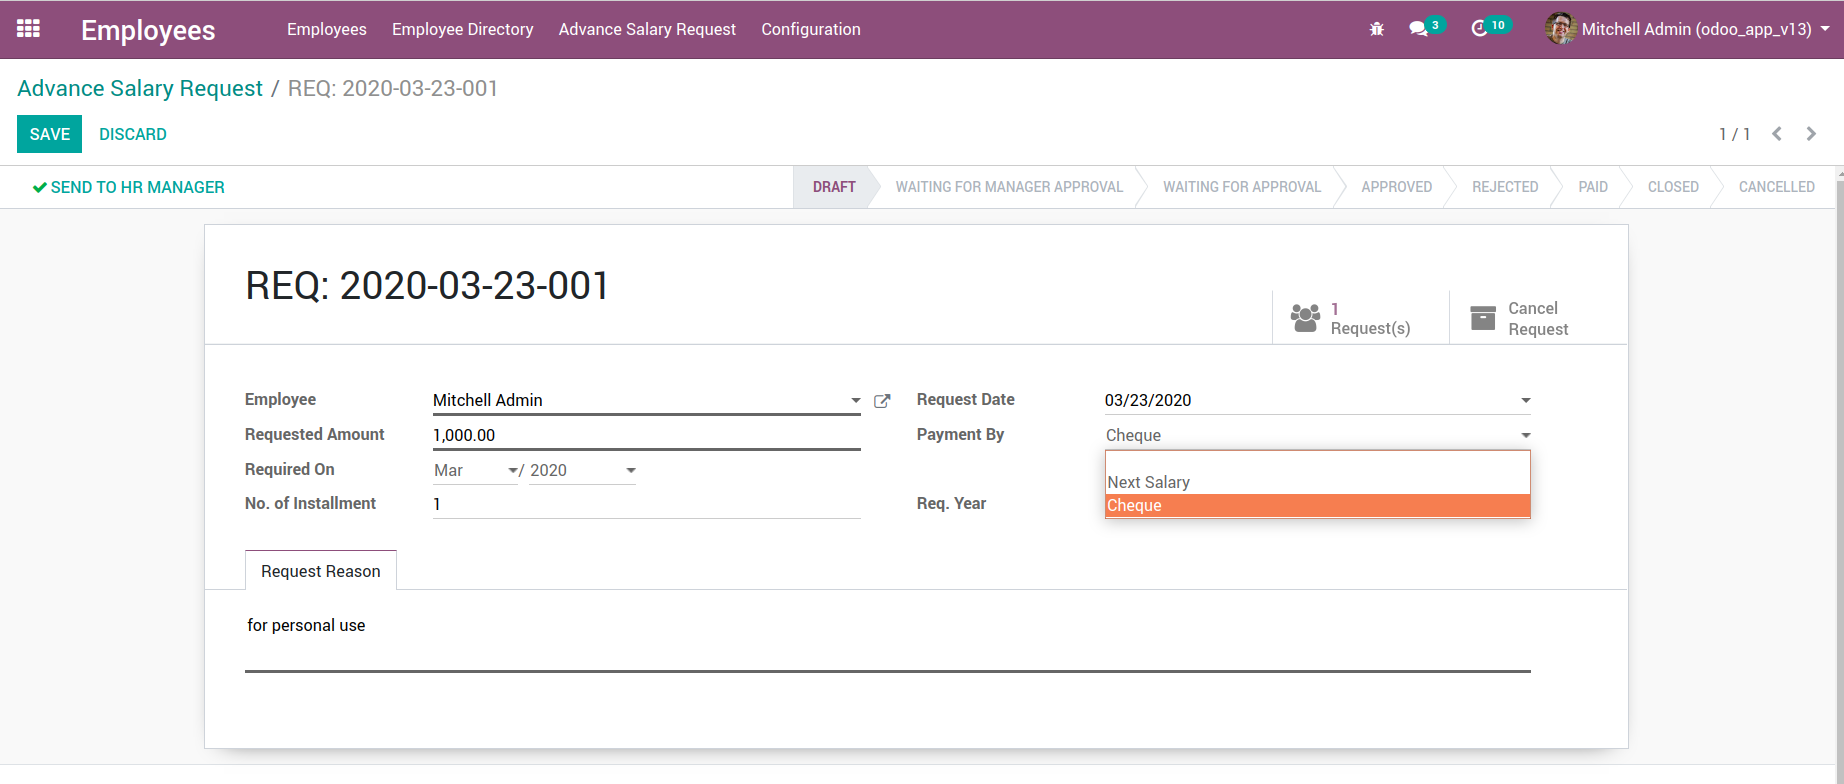 Employees Employees Employee Directory Advance Salary Request Configuration 3 10 Mitchell Admin (odoo_app_v13)
Advance Salary Request / REQ: 2020-03-23-001
SAVE DISCARD 1 / 1
SEND TO HR MANAGER DRAFT WAITING FOR MANAGER APPROVAL WAITING FOR APPROVAL APPROVED REJECTED PAID CLOSED CANCELLED
REQ: 2020-03-23-001
1
Request(s)
Cancel
Request
Employee Mitchell Admin Request Date 03/23/2020
Requested Amount 1,000.00 Payment By Cheque
Required On Mar / 2020
Next Salary
No. of Installment 1 Req. Year Cheque
Request Reason
for personal use